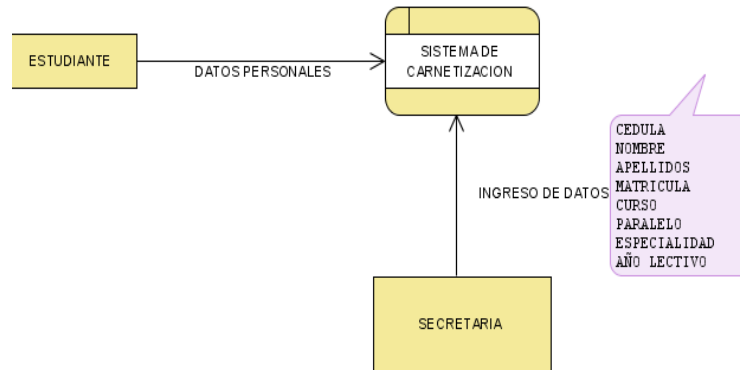 ESTUDIANTE
DATOS PERSONALES
SISTEMA DE
CARNETIZACION
INGRESO DE DATOS
CEDULA
NOMBRE
APELLIDOS
MATRICULA
CURSO
PARALELO
ESPECIALIDAD
AÑO LECTIVO
SECRETARIA